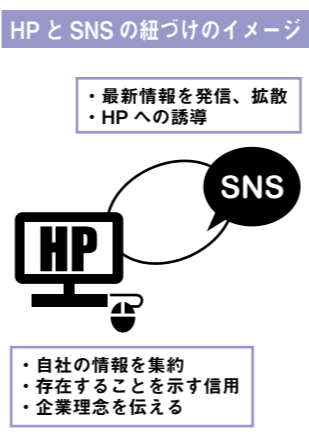 HPとSNSの紐づけのイメージ
・最新情報を発信、拡散
・HPへの誘導
SNS
HP
・自社の情報を集約
・存在することを示す信用
・企業理念を伝える